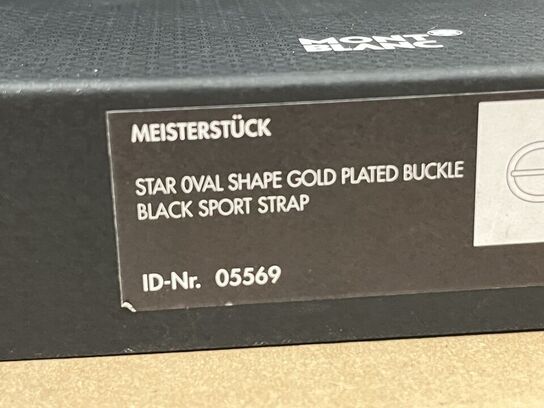 MONT
BLANC
MEISTERSTÜCK
STAR 0VAL SHAPE GOLD PLATED BUCKLE
BLACK SPORT STRAP
ID-Nr. 05569